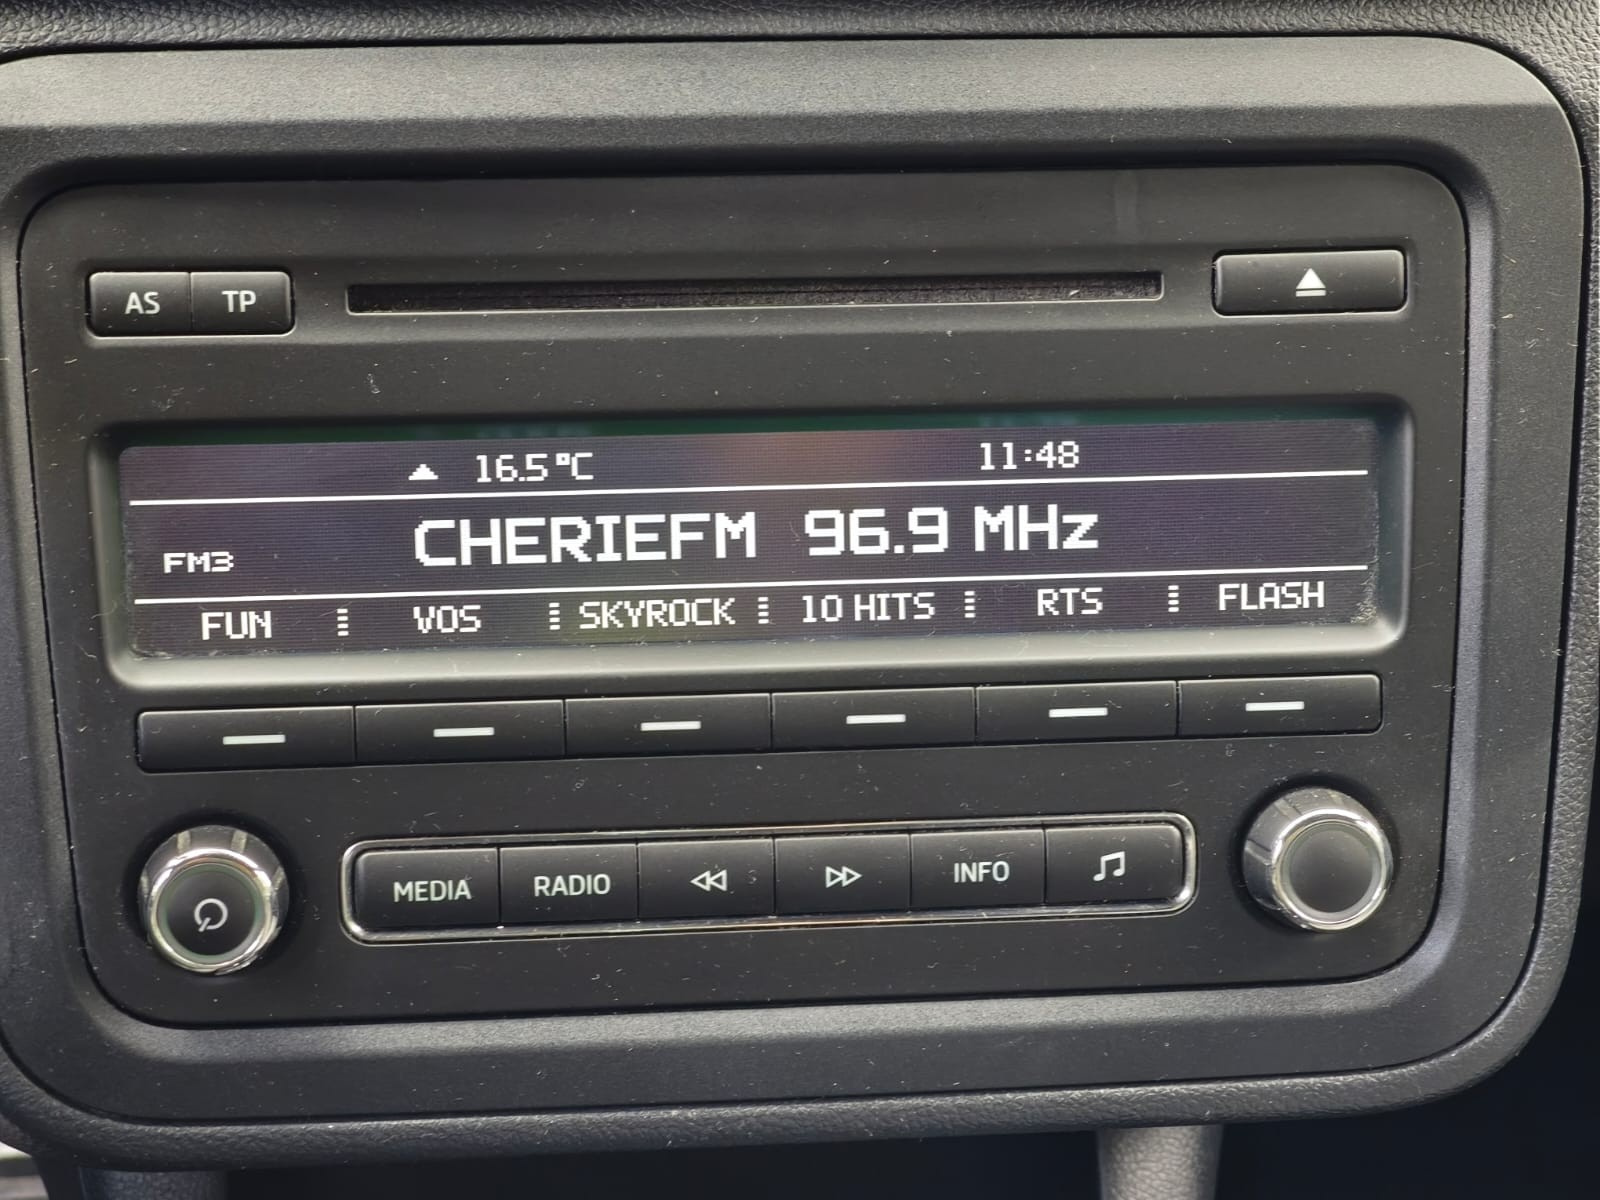 AS TP
16.5°C 11:48
FM3 CHERIEFM 96.9 MHz
FUN VOS SKYROCK 10 HITS RTS FLASH
MEDIA RADIO INFO